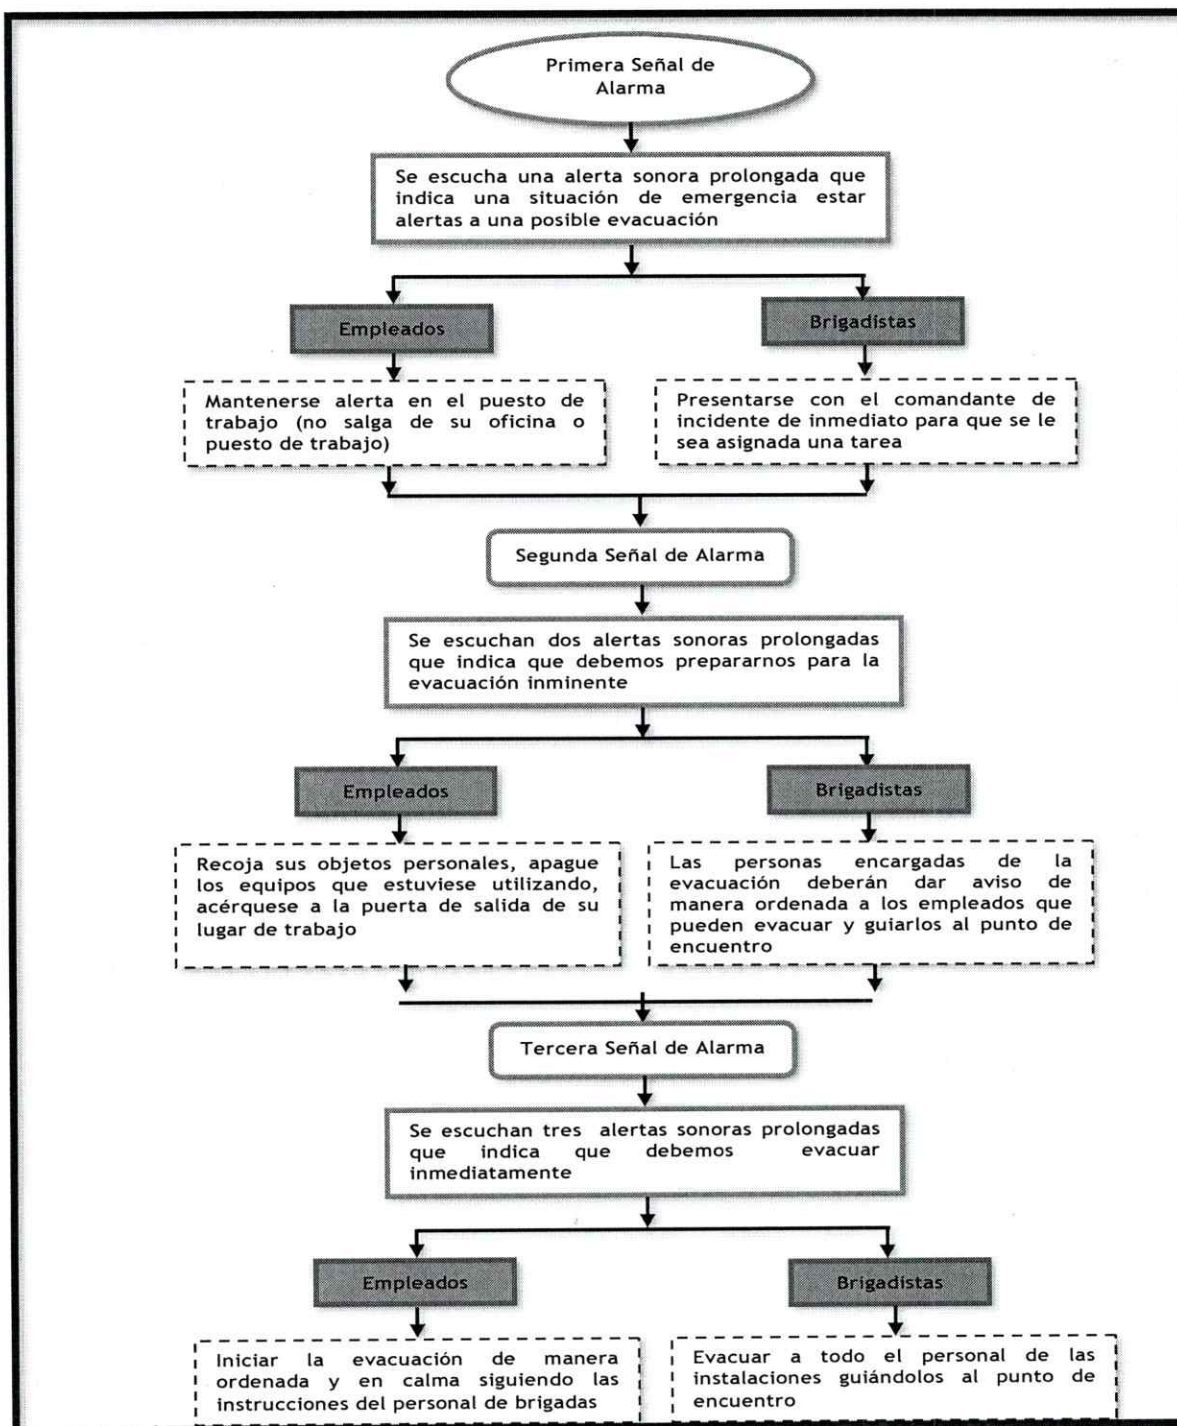 Primera Señal de
Alarma
Se escucha una alerta sonora prolongada que
indica una situación de emergencia estar
alertas a una posible evacuación
Empleados
Brigadistas
Mantenerse alerta en el puesto de
trabajo (no salga de su oficina o
puesto de trabajo)
Presentarse con el comandante de
incidente de inmediato para que se le
sea asignada una tarea
Segunda Señal de Alarma
Se escuchan dos alertas sonoras prolongadas
que indica que debemos prepararnos para la
evacuación inminente
Empleados
Brigadistas
Recoja sus objetos personales, apague
los equipos que estuviese utilizando,
acérquese a la puerta de salida de su
lugar de trabajo
Las personas encargadas de la
evacuación deberán dar aviso de
manera ordenada a los empleados que
pueden evacuar y guiarlos al punto de
encuentro
Tercera Señal de Alarma
Se escuchan tres alertas sonoras prolongadas
que indica que debemos evacuar
inmediatamente
Empleados
Brigadistas
Iniciar la evacuación de manera
ordenada y en calma siguiendo las
instrucciones del personal de brigadas
Evacuar a todo el personal de las
instalaciones guiándolos al punto de
encuentro